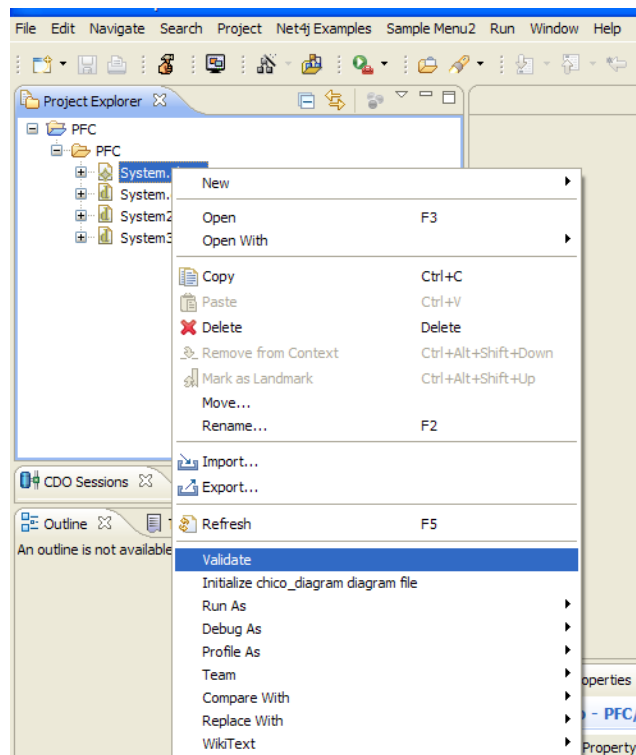 File Edit Navigate Search Project Net4j Examples Sample Menu2 Run Window Help
Project Explorer
PFC
PFC
System.
System.
System2
System3
New
Open F3
Open With
Copy Ctrl+C
Paste Ctrl+V
Delete Delete
Remove from Context Ctrl+Alt+Shift+Down
Mark as Landmark Ctrl+Alt+Shift+Up
Move...
Rename... F2
Import...
Export...
Refresh F5
Validate
Initialize chico_diagram diagram file
Run As
Debug As
Profile As
Team
Compare With
Replace With
WikiText
CDO Sessions
Outline
An outline is not available
operties
- PFC/
Property